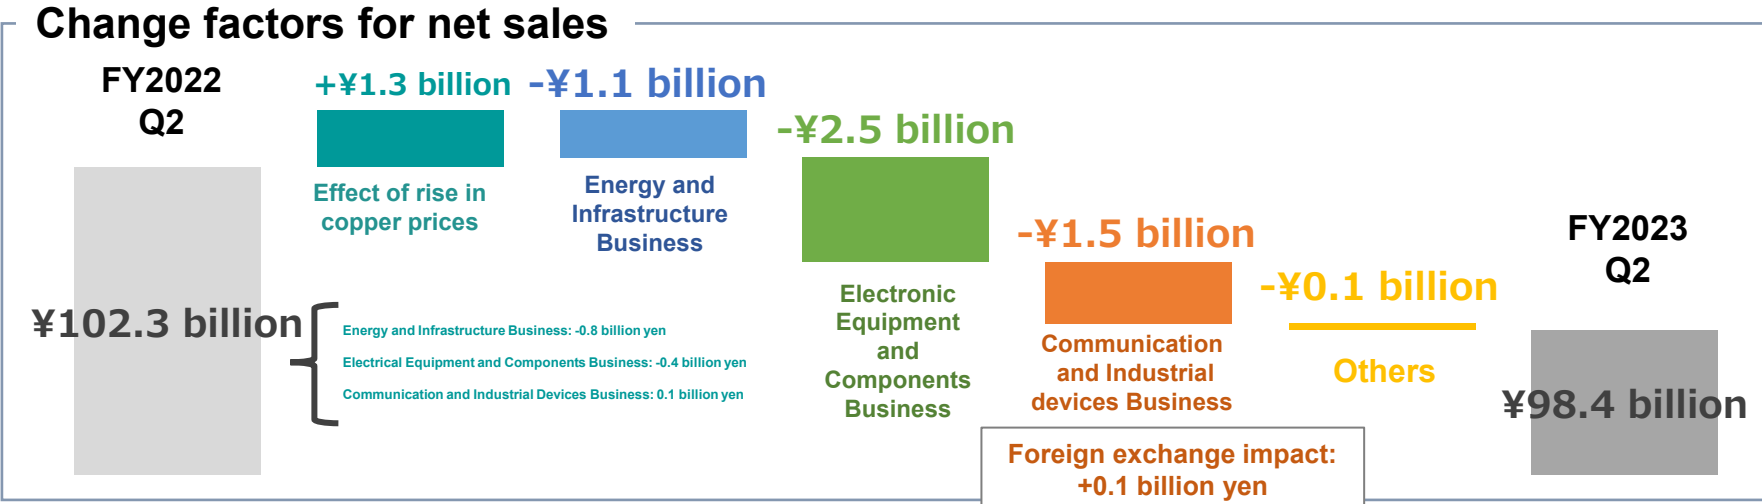 Change factors for net sales
FY2022
Q2
¥102.3 billion
+¥1.3 billion
Effect of rise in
copper prices
Energy and Infrastructure Business: -0.8 billion yen
Electrical Equipment and Components Business: -0.4 billion yen
Communication and Industrial Devices Business: 0.1 billion yen
-¥1.1 billion
Energy and
Infrastructure
Business
-¥2.5 billion
Electronic
Equipment
and
Components
Business
-¥1.5 billion
Communication
and Industrial
devices Business
Foreign exchange impact:
+0.1 billion yen
-¥0.1 billion
Others
FY2023
Q2
¥98.4 billion